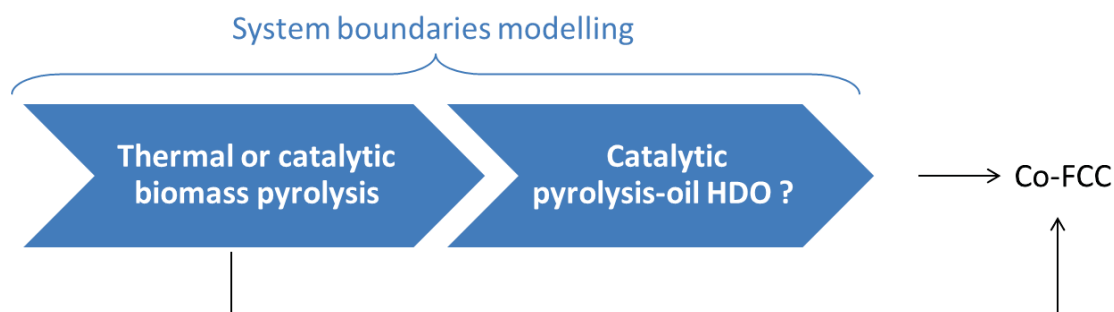 System boundaries modelling
Thermal or catalytic
biomass pyrolysis
Catalytic
pyrolysis-oil HDO ?
Co-FCC